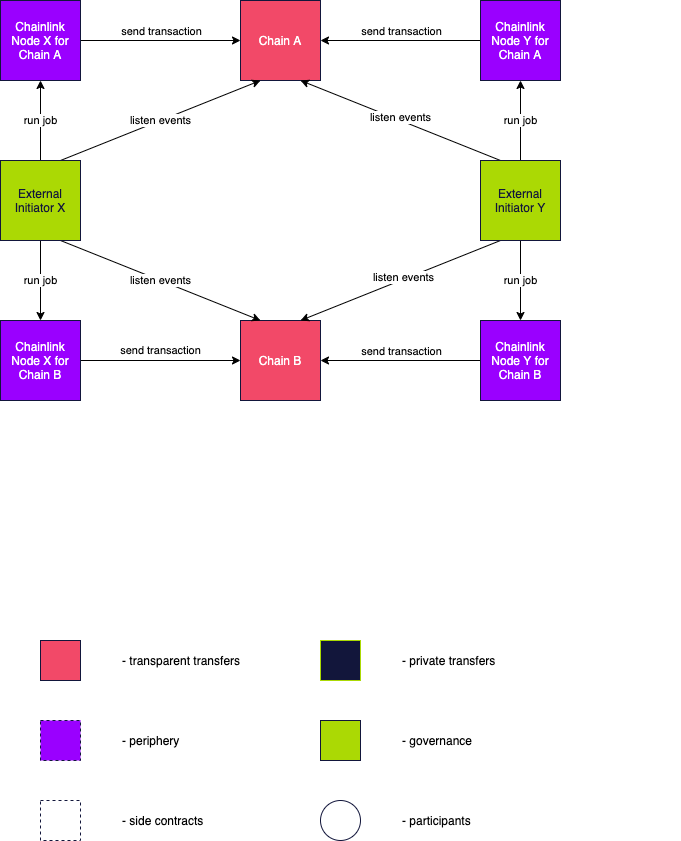 Chainlink
Node X for
Chain A
send transaction
Chain A
send transaction
Chainlink
Node Y for
Chain A
run job
listen events
listen events
run job
External
Initiator X
External
Initiator Y
run job
listen events
listen events
run job
Chainlink
Node X for
Chain B
send transaction
Chain B
send transaction
Chainlink
Node Y for
Chain B
- transparent transfers
- private transfers
- periphery
- governance
- side contracts
- participants